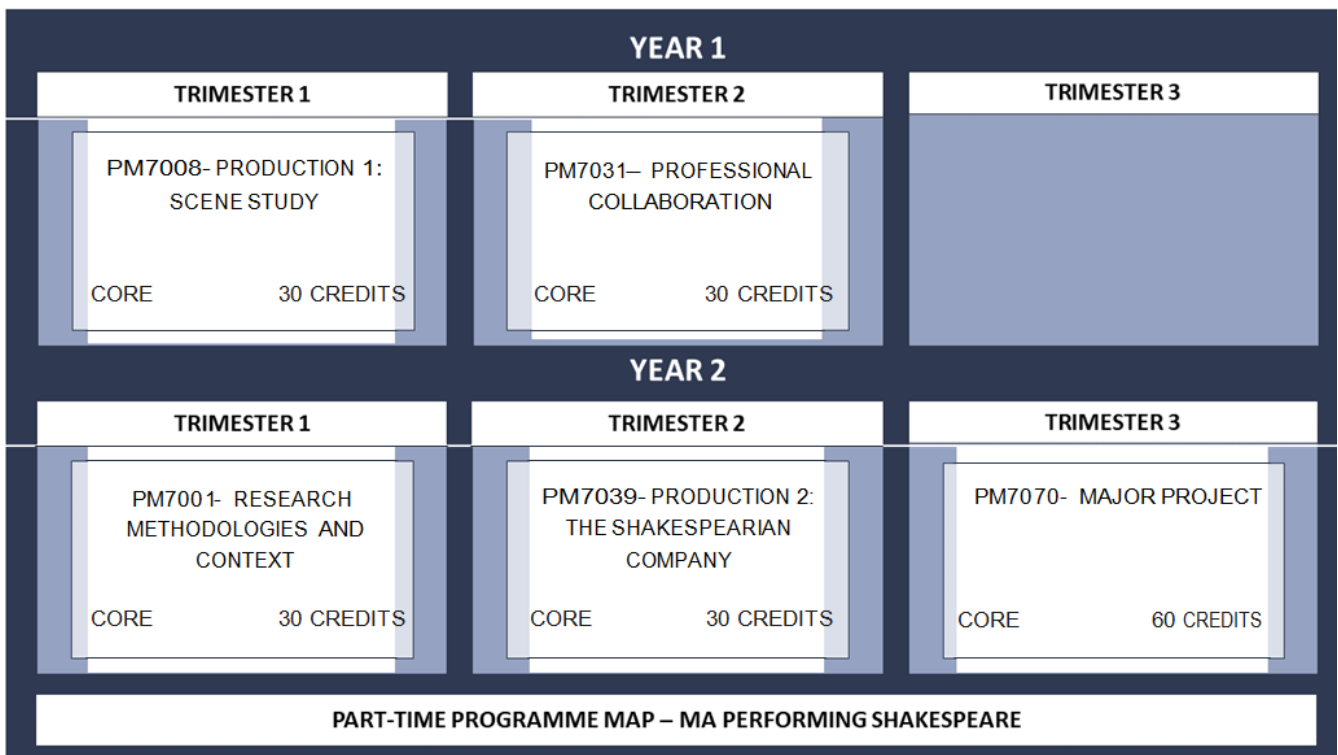 YEAR 1
TRIMESTER 1
TRIMESTER 2
TRIMESTER 3
PM7008- PRODUCTION 1:
SCENE STUDY
CORE 30 CREDITS
PM7031– PROFESSIONAL
COLLABORATION
CORE 30 CREDITS
YEAR 2
TRIMESTER 1
TRIMESTER 2
TRIMESTER 3
PM7001- RESEARCH
METHODOLOGIES AND
CONTEXT
CORE 30 CREDITS
PM7039- PRODUCTION 2:
THE SHAKESPEARIAN
COMPANY
CORE 30 CREDITS
PM7070- MAJOR PROJECT
CORE 60 CREDITS
PART-TIME PROGRAMME MAP – MA PERFORMING SHAKESPEARE